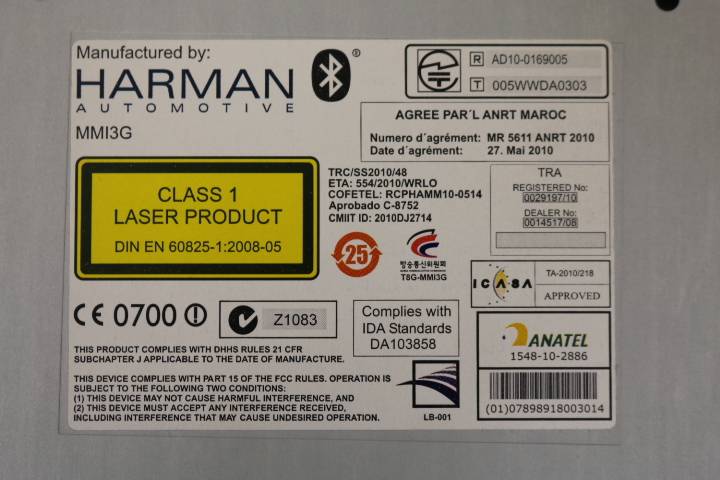 Manufactured by:
HARMAN
AUTOMOTIVE
MMI3G
R AD10-0169005
T 005WWDA0303
AGREE PAR´L ANRT MAROC
Numero d´agrément: MR 5611 ANRT 2010
Date d´agrément: 27. Mai 2010
CLASS 1
LASER PRODUCT
DIN EN 60825-1:2008-05
TRC/SS2010/48
ETA: 554/2010/WRLO
COFETEL: RCPHAMM10-0514
Aprobado C-8752
CMIIT ID: 2010DJ2714
25
방송통신위원회
T8G-MMI3G
TRA
REGISTERED No:
0029197/10
DEALER No:
0014517/08
ICASA
TA-2010/218
APPROVED
CE 0700
Z1083
Complies with
IDA Standards
DA103858
ANATEL
1548-10-2886
(01)07898918003014
THIS PRODUCT COMPLIES WITH DHHS RULES 21 CFR
SUBCHAPTER J APPLICABLE TO THE DATE OF MANUFACTURE.
THIS DEVICE COMPLIES WITH PART 15 OF THE FCC RULES. OPERATION IS
SUBJECT TO THE FOLLOWING TWO CONDITIONS:
(1) THIS DEVICE MAY NOT CAUSE HARMFUL INTERFERENCE, AND
(2) THIS DEVICE MUST ACCEPT ANY INTERFERENCE RECEIVED,
INCLUDING INTERFERENCE THAT MAY CAUSE UNDESIRED OPERATION.
LB-001